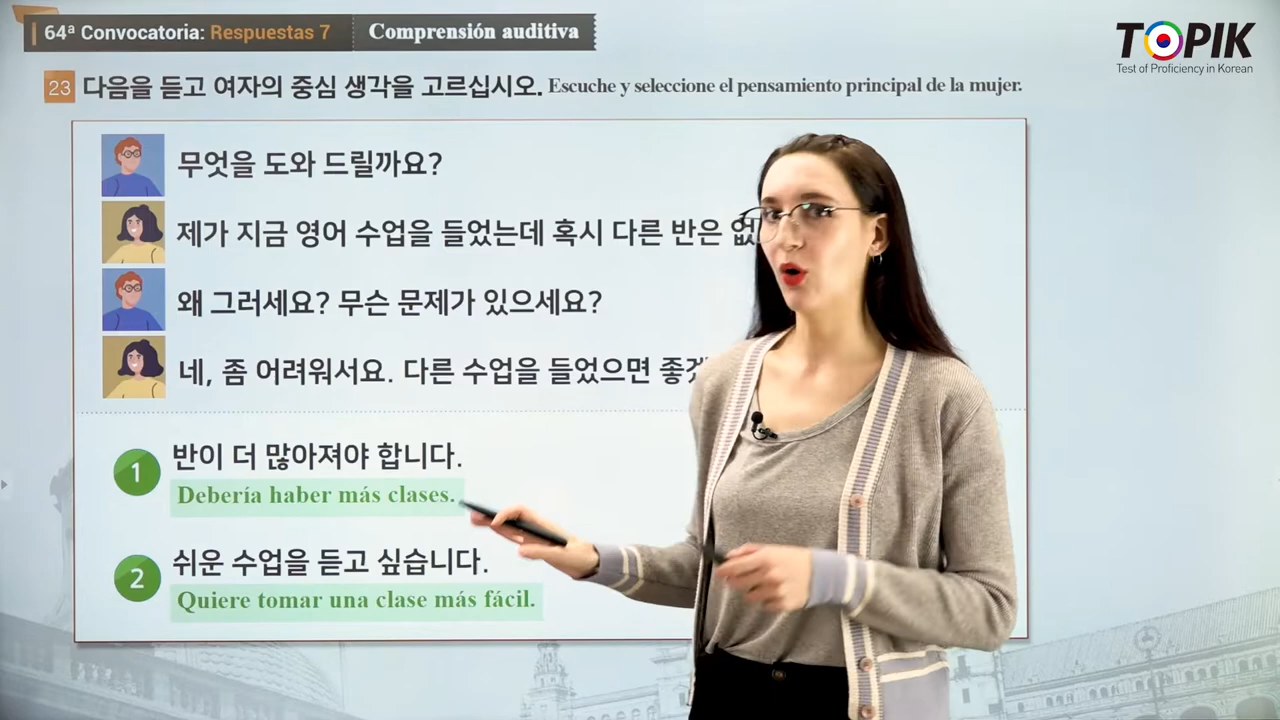 64ª Convocatoria: Respuestas 7 Comprensión auditiva
TOPIK
Test of Proficiency in Korean
23 다음을 듣고 여자의 중심 생각을 고르십시오. Escuche y seleccione el pensamiento principal de la mujer.
무엇을 도와 드릴까요?
제가 지금 영어 수업을 들었는데 혹시 다른 반은
왜 그러세요? 무슨 문제가 있으세요?
네, 좀 어려워서요. 다른 수업을 들었으면
1 반이 더 많아져야 합니다.
Debería haber más clases.
2 쉬운 수업을 듣고 싶습니다.
Quiere tomar una clase más fácil.